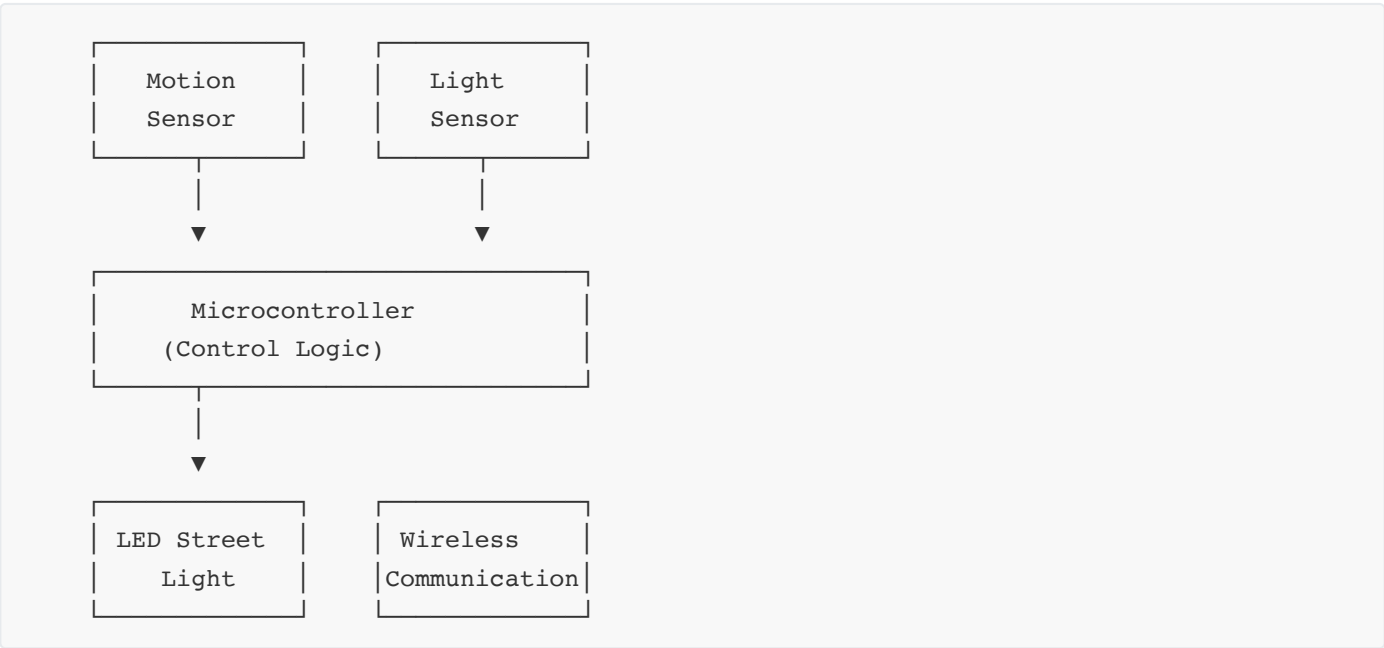 Motion
Sensor
Light
Sensor
Microcontroller
(Control Logic)
LED Street
Light
Wireless
Communication